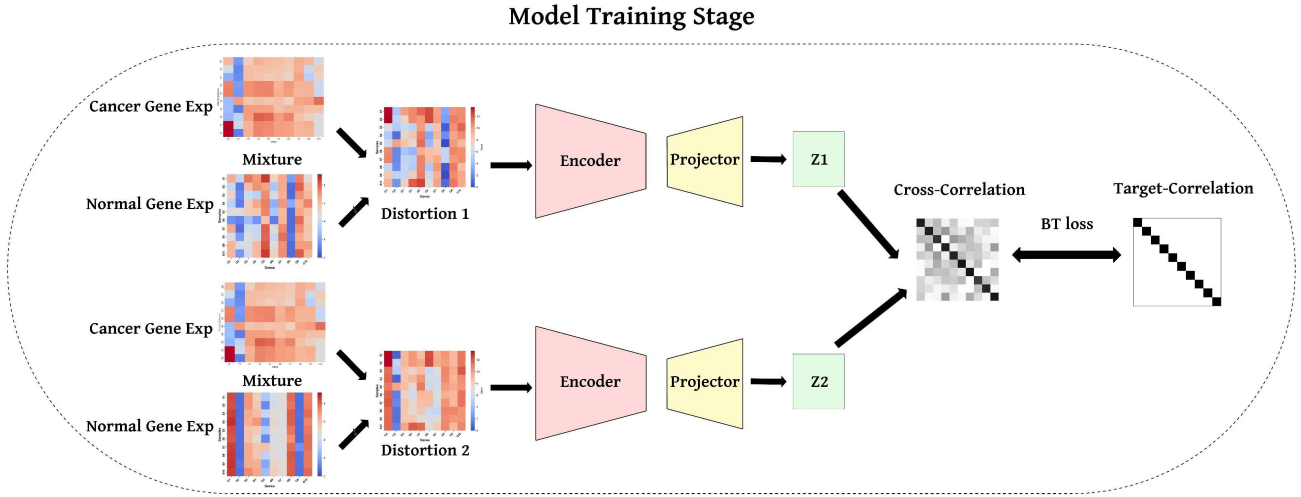 Model Training Stage
Cancer Gene Exp
Mixture
Normal Gene Exp
Distortion 1
Encoder
Projector
Z1
Cross-Correlation
Target-Correlation
BT loss
Cancer Gene Exp
Mixture
Normal Gene Exp
Distortion 2
Encoder
Projector
Z2